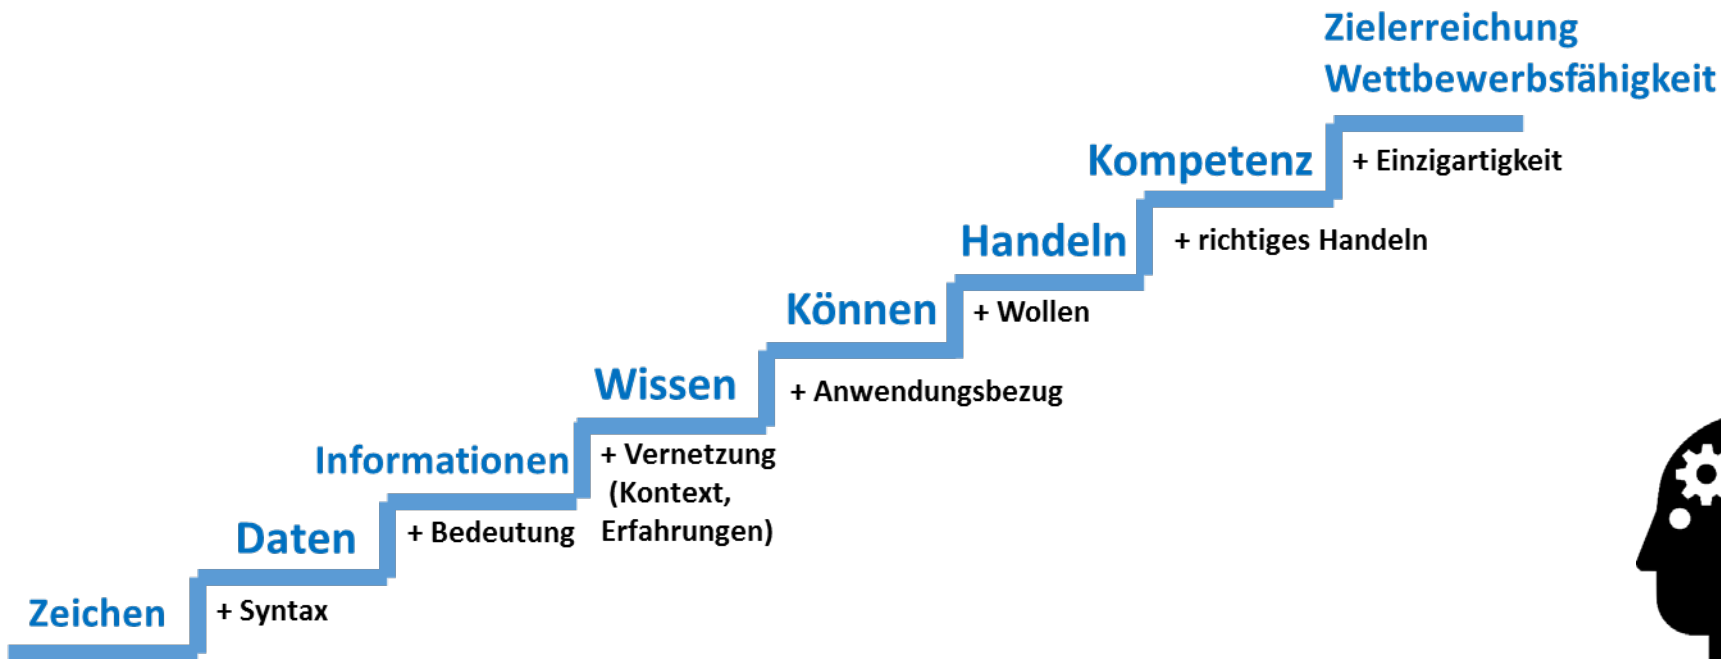 Zielerreichung
Wettbewerbsfähigkeit
Kompetenz
+ Einzigartigkeit
Handeln
+ richtiges Handeln
Können
+ Wollen
Wissen
+ Anwendungsbezug
Informationen
+ Vernetzung
(Kontext,
Erfahrungen)
Daten
+ Bedeutung
Zeichen
+ Syntax